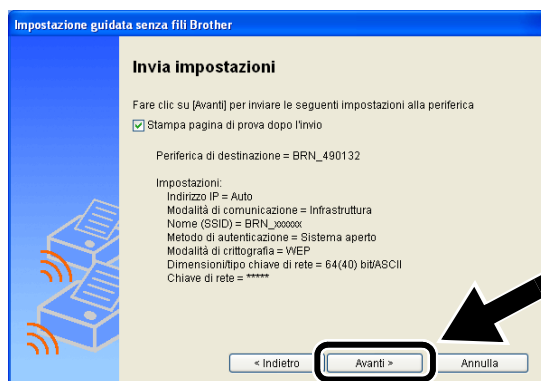 Impostazione guidata senza fili Brother
Invia impostazioni
Fare clic su [Avanti] per inviare le seguenti impostazioni alla periferica
Stampa pagina di prova dopo l'invio
Periferica di destinazione = BRN_490132
Impostazioni:
Indirizzo IP = Auto
Modalità di comunicazione = Infrastruttura
Nome (SSID) = BRN_xxxxxx
Metodo di autenticazione = Sistema aperto
Modalità di crittografia = WEP
Dimensioni/tipo chiave di rete = 64(40) bit/ASCII
Chiave di rete = *****
< Indietro
Avanti >
Annulla